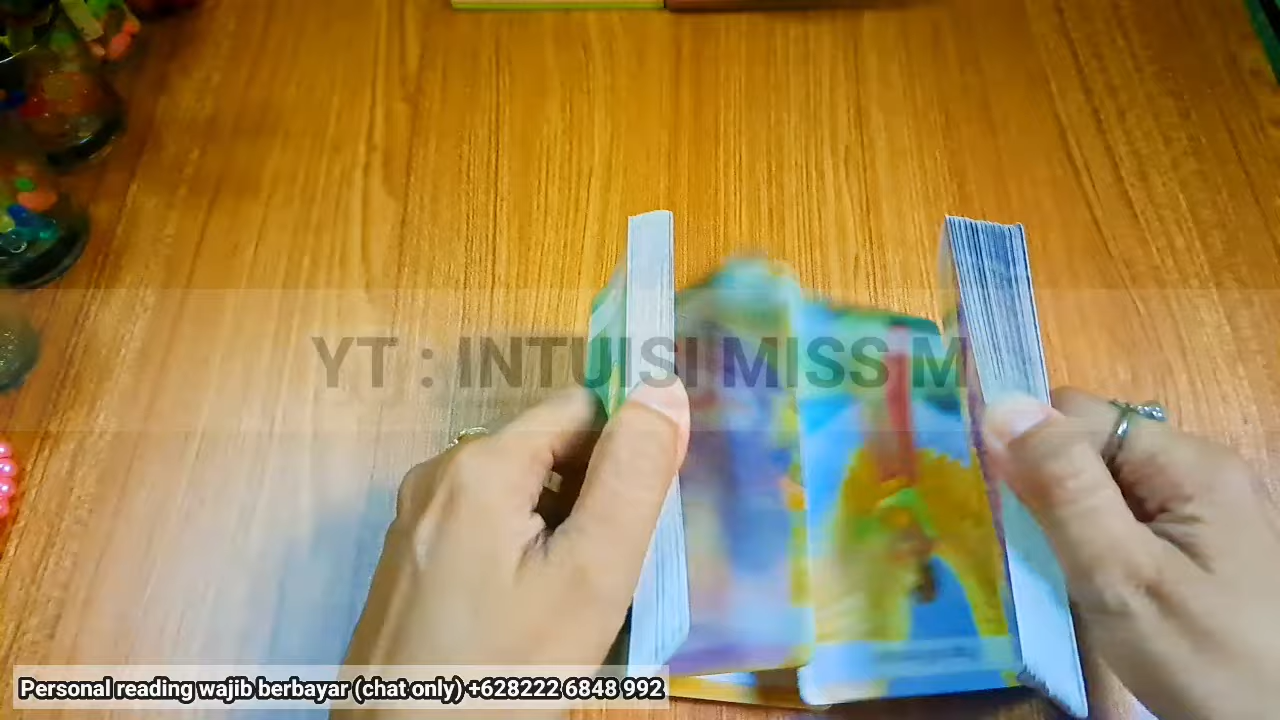 YT : INTUISI MISS M
Personal reading wajib berbayar (chat only) +628222 6848 992